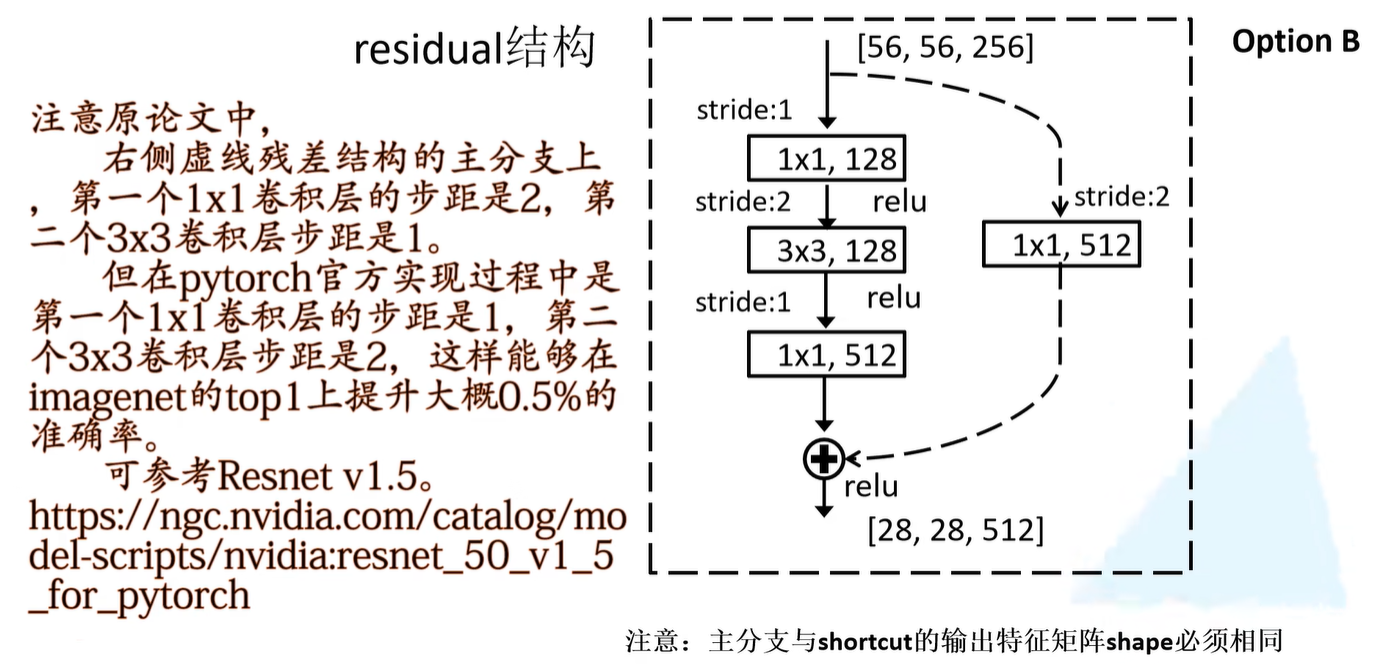 residual结构
注意原论文中，
右侧虚线残差结构的主分支上
，第一个1x1卷积层的步距是2，第
二个3x3卷积层步距是1。
但在pytorch官方实现过程中是
第一个1x1卷积层的步距是1，第二
个3x3卷积层步距是2，这样能够在
imagenet的top1上提升大概0.5%的
准确率。
可参考Resnet v1.5。
https://ngc.nvidia.com/catalog/mo
del-scripts/nvidia:resnet_50_v1_5
_for_pytorch
Option B
[56, 56, 256]
stride:1
1x1, 128
stride:2
relu
stride:2
3x3, 128
1x1, 512
stride:1
relu
1x1, 512
relu
[28, 28, 512]
注意：主分支与shortcut的输出特征矩阵shape必须相同